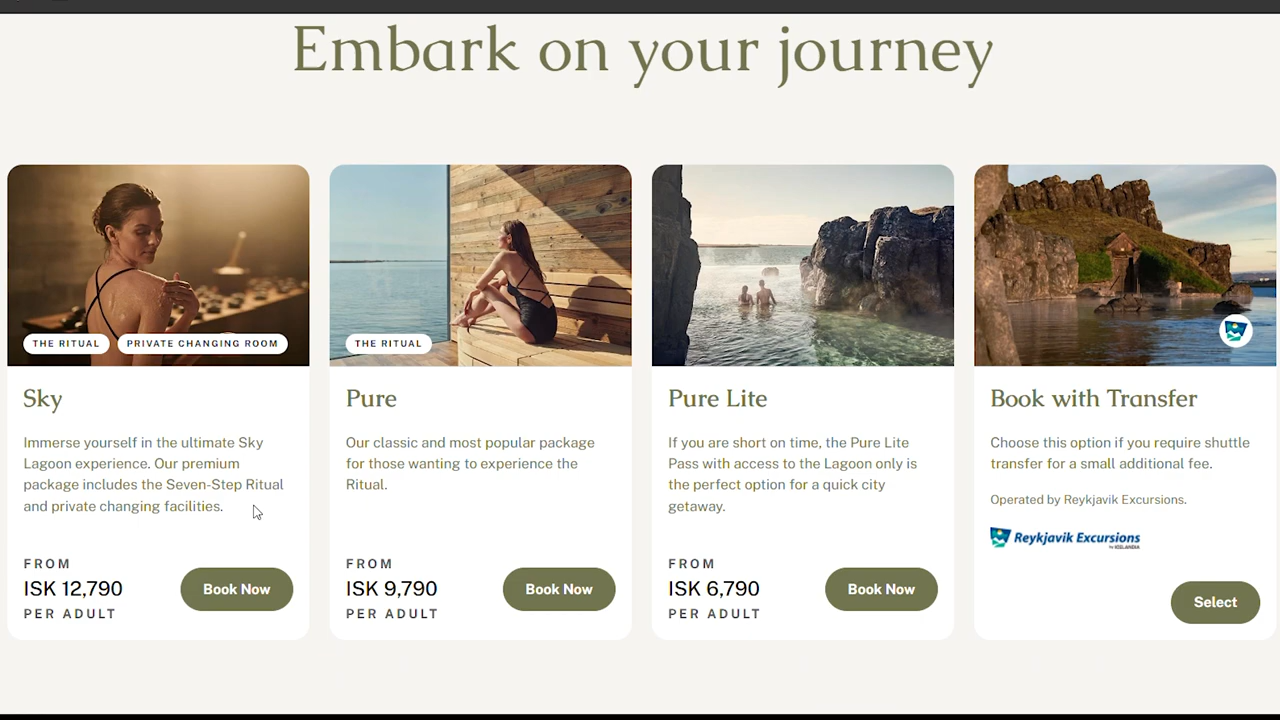 Embark on your journey
THE RITUAL
PRIVATE CHANGING ROOM
Sky
Immerse yourself in the ultimate Sky
Lagoon experience. Our premium
package includes the Seven-Step Ritual
and private changing facilities.
FROM
ISK 12,790
PER ADULT
Book Now
THE RITUAL
Pure
Our classic and most popular package
for those wanting to experience the
Ritual.
FROM
ISK 9,790
PER ADULT
Book Now
Pure Lite
If you are short on time, the Pure Lite
Pass with access to the Lagoon only is
the perfect option for a quick city
getaway.
FROM
ISK 6,790
PER ADULT
Book Now
Book with Transfer
Choose this option if you require shuttle
transfer for a small additional fee.
Operated by Reykjavik Excursions.
Reykjavik Excursions
by ICELANDIA
Select